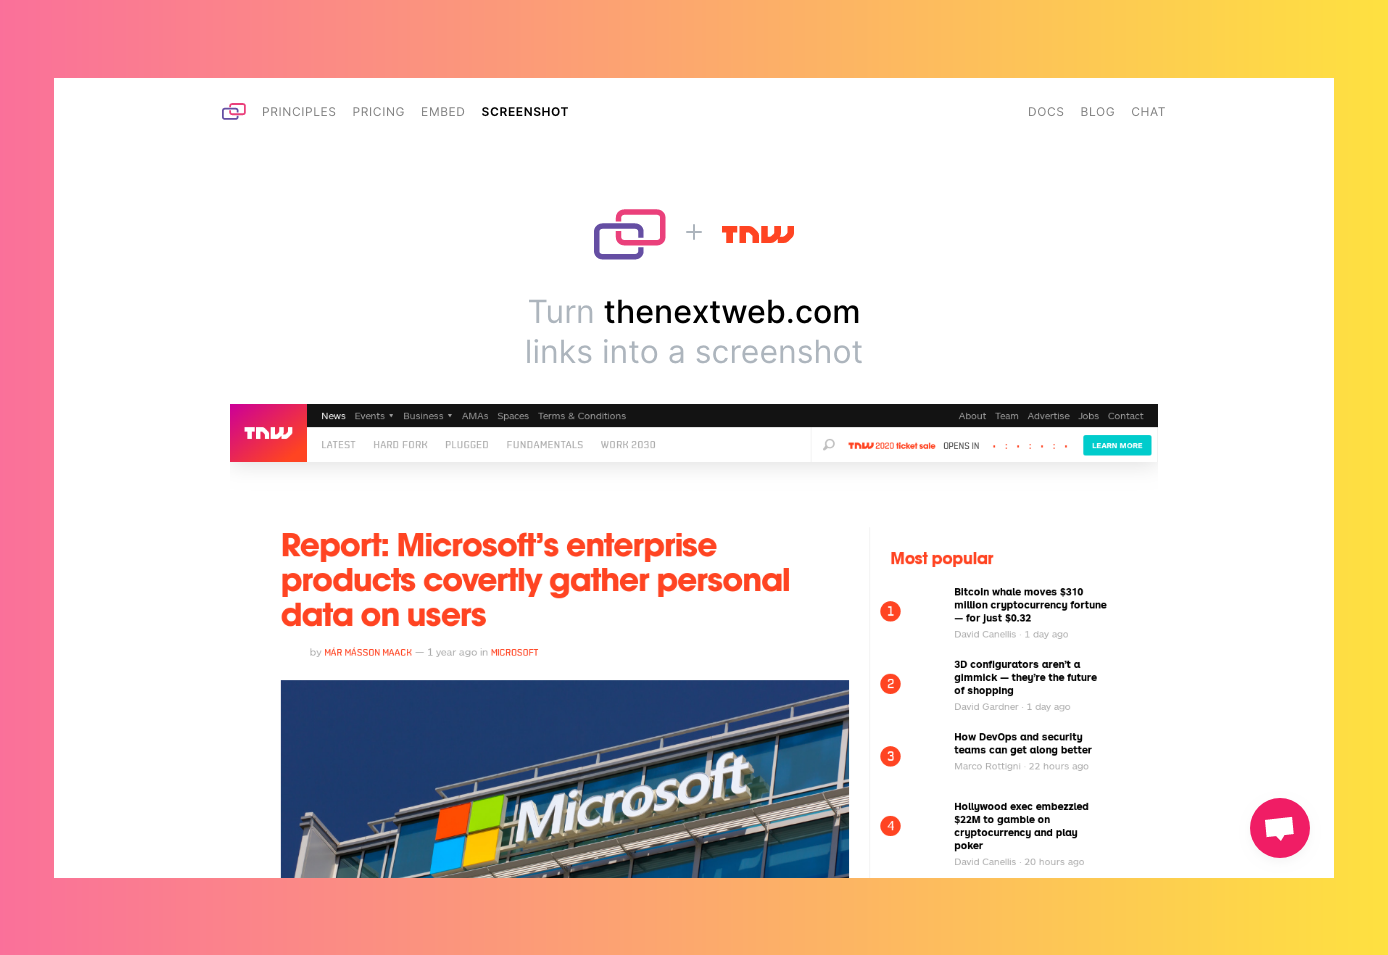 PRINCIPLES PRICING EMBED SCREENSHOT DOCS BLOG CHAT
+ TNW
Turn thenextweb.com
links into a screenshot
TNW
News Events Business AMAs Spaces Terms & Conditions About Team Advertise Jobs Contact
LATEST HARD FORK PLUGGED FUNDAMENTALS WORK 2030 TNW2020 ticket sale OPENS IN LEARN MORE
Report: Microsoft's enterprise
products covertly gather personal
data on users
by MÁR MÁSSON MAACK — 1 year ago in MICROSOFT
Microsoft
Most popular
1
Bitcoin whale moves $310
million cryptocurrency fortune
— for just $0.32
David Canellis · 1 day ago
2
3D configurators aren't a
gimmick — they're the future
of shopping
David Gardner · 1 day ago
3
How DevOps and security
teams can get along better
Marco Rottigni · 22 hours ago
4
Hollywood exec embezzled
$22M to gamble on
cryptocurrency and play
poker
David Canellis · 20 hours ago